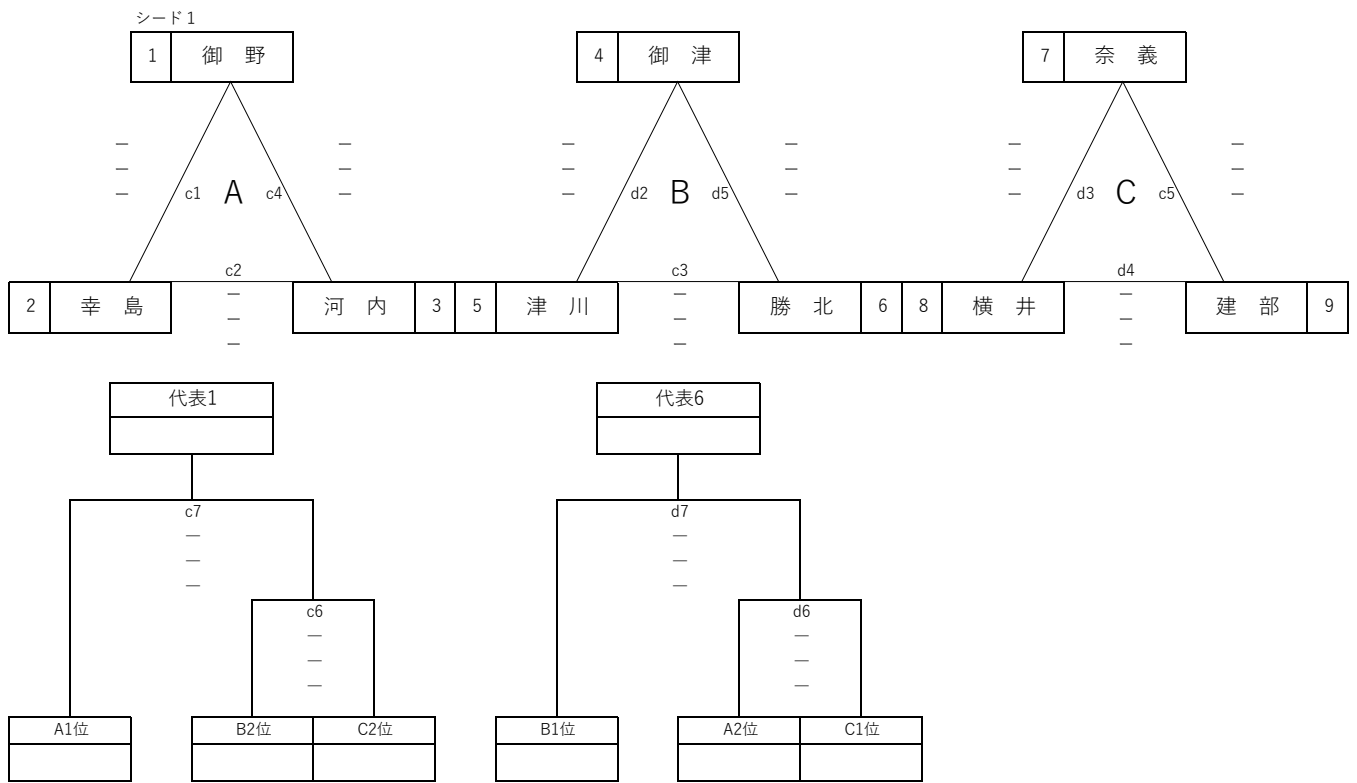 シード1
1 御 野
4 御 津
7 奈 義
― ― ― ― ― ―
― ― ― ― ― ―
― ― ― ― ― ―
c1 A c4 d2 B d5 d3 C c5
c2 c3 d4
2 幸 島 河 内 3 5 津 川 勝 北 6 8 横 井 建 部 9
― ― ―
― ― ―
― ― ―
代表1 代表6
c7 d7
― ―
― ―
― ―
c6 d6
― ―
― ―
― ―
A1位 B2位 C2位 B1位 A2位 C1位